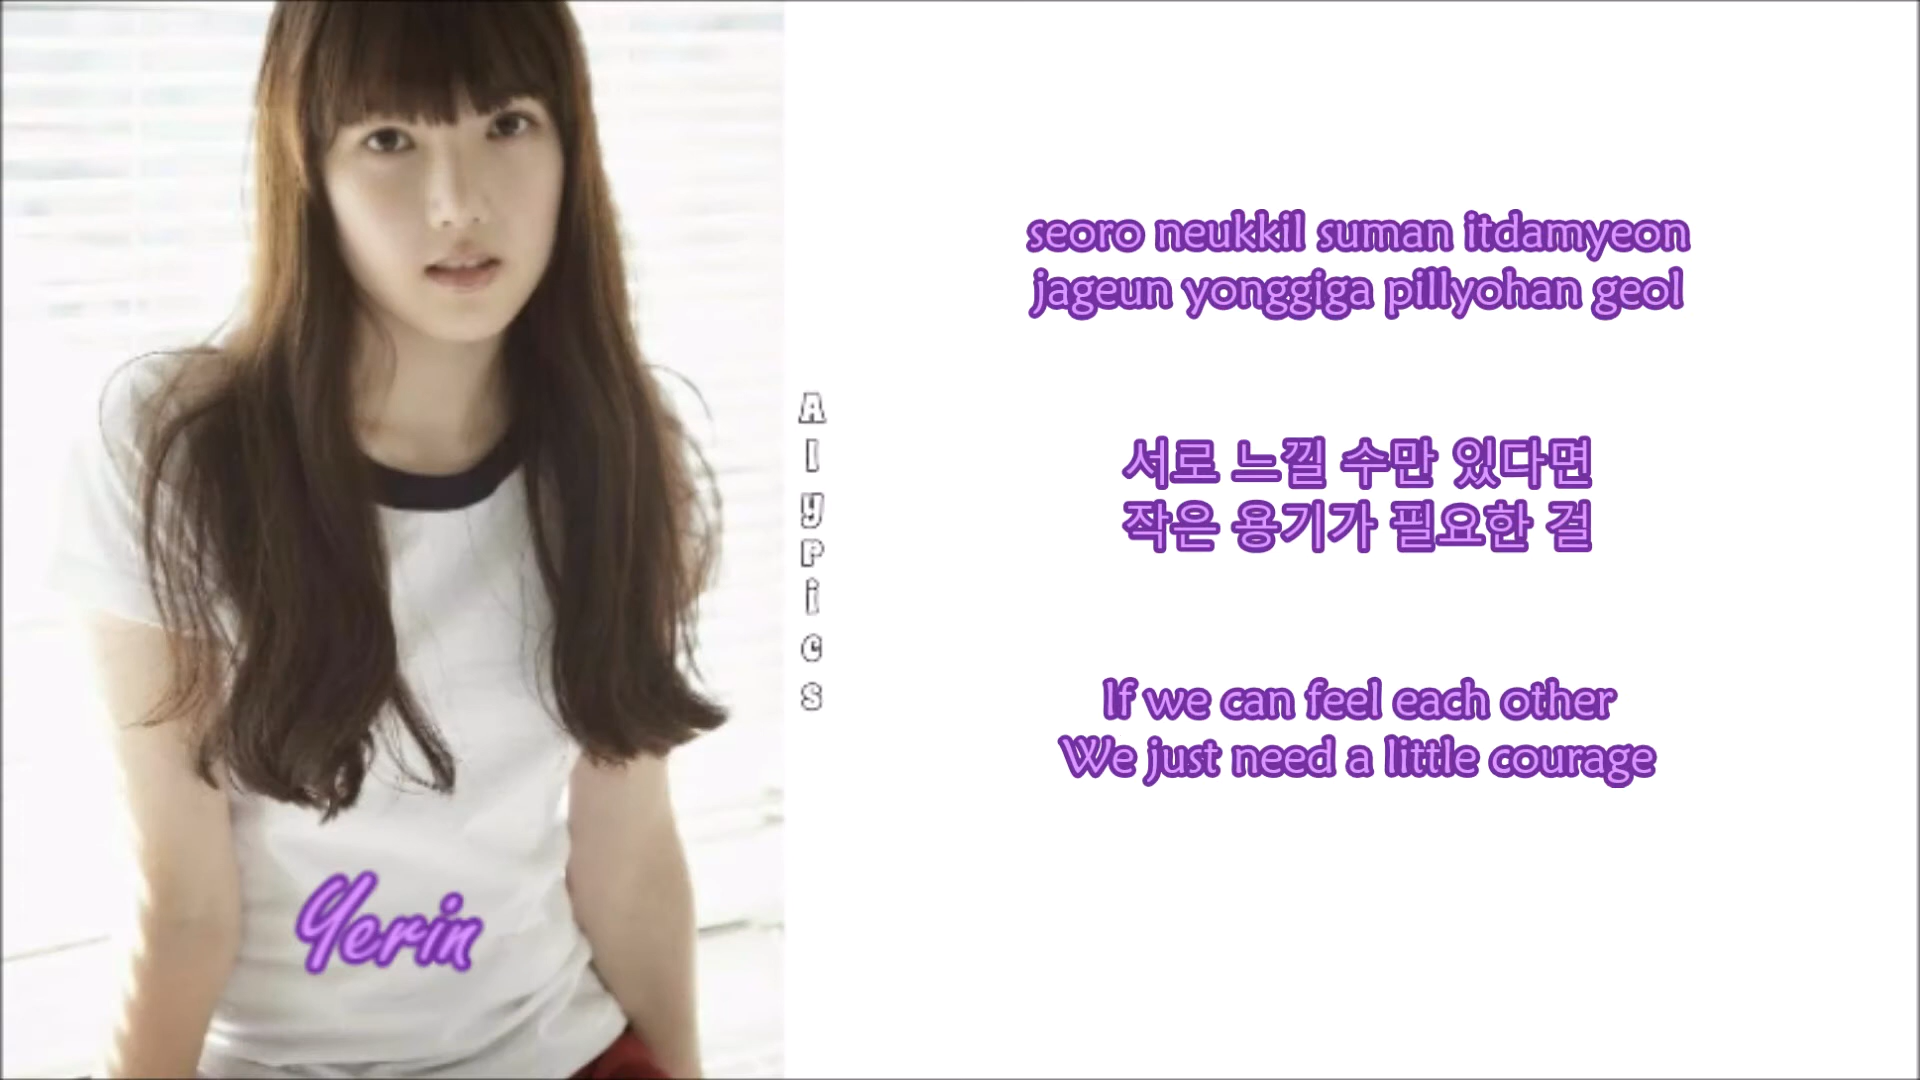 seoro neukkil suman itdamyeon
jageun yonggiga pillyohan geol
서로 느낄 수만 있다면
작은 용기가 필요한 걸
If we can feel each other
We just need a little courage
AlyPics
Yerin